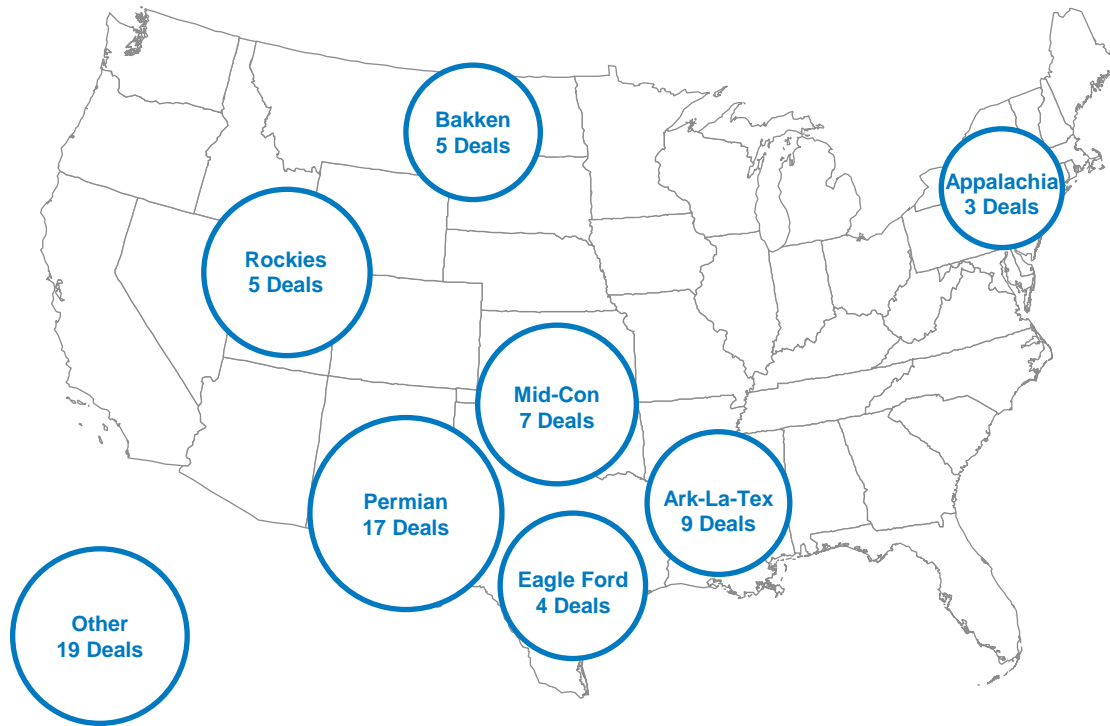 Bakken
5 Deals
Appalachia
3 Deals
Rockies
5 Deals
Mid-Con
7 Deals
Permian
17 Deals
Ark-La-Tex
9 Deals
Eagle Ford
4 Deals
Other
19 Deals